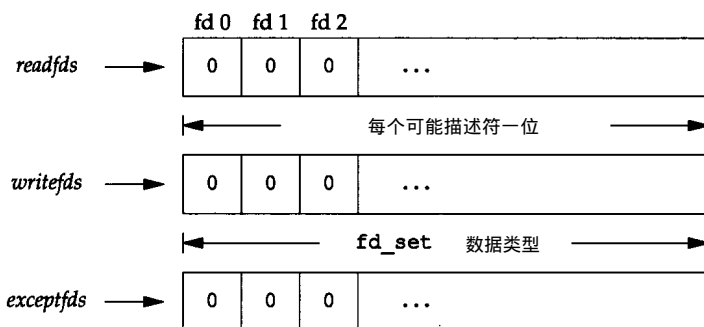 fd 0 fd 1 fd 2
readfds 0 0 0 ...
每个可能描述符一位
writefds 0 0 0 ...
fd_set 数据类型
exceptfds 0 0 0 ...